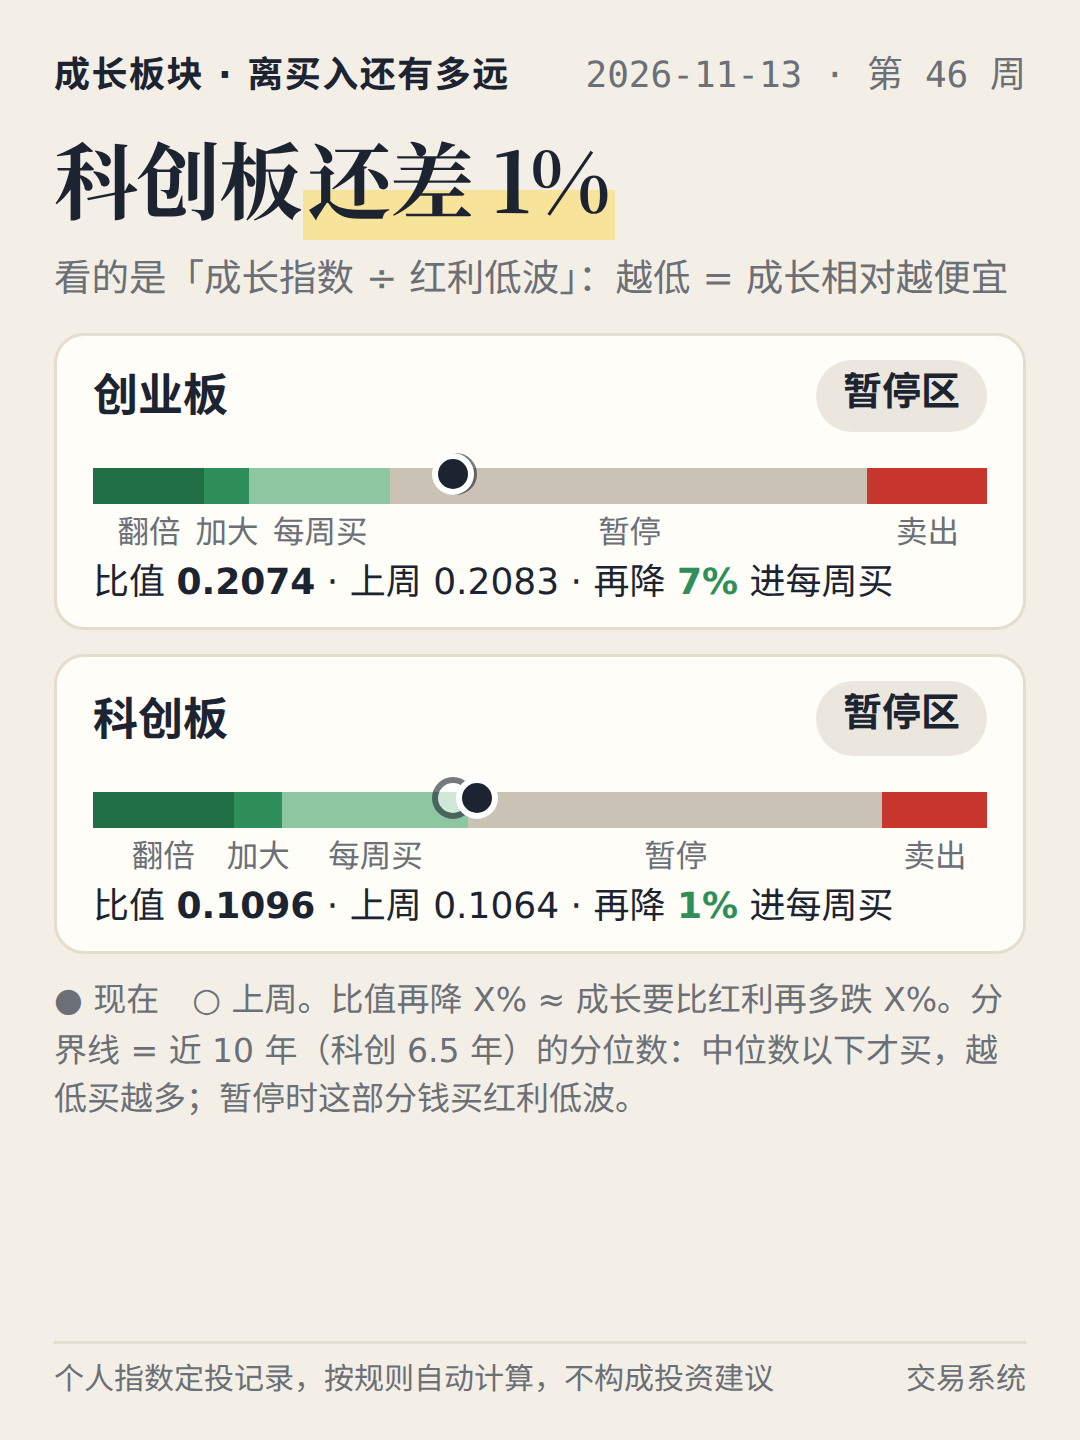 成长板块 · 离买入还有多远
2026-11-13 · 第 46 周
科创板还差 1%
看的是「成长指数 ÷ 红利低波」：越低 = 成长相对越便宜
创业板
暂停区
翻倍 加大 每周买 暂停 卖出
比值 0.2074 · 上周 0.2083 · 再降 7% 进每周买
科创板
暂停区
翻倍 加大 每周买 暂停 卖出
比值 0.1096 · 上周 0.1064 · 再降 1% 进每周买
● 现在 ○ 上周。比值再降 X% ≈ 成长要比红利再多跌 X%。分
界线 = 近 10 年（科创 6.5 年）的分位数：中位数以下才买，越
低买越多；暂停时这部分钱买红利低波。
个人指数定投记录，按规则自动计算，不构成投资建议
交易系统